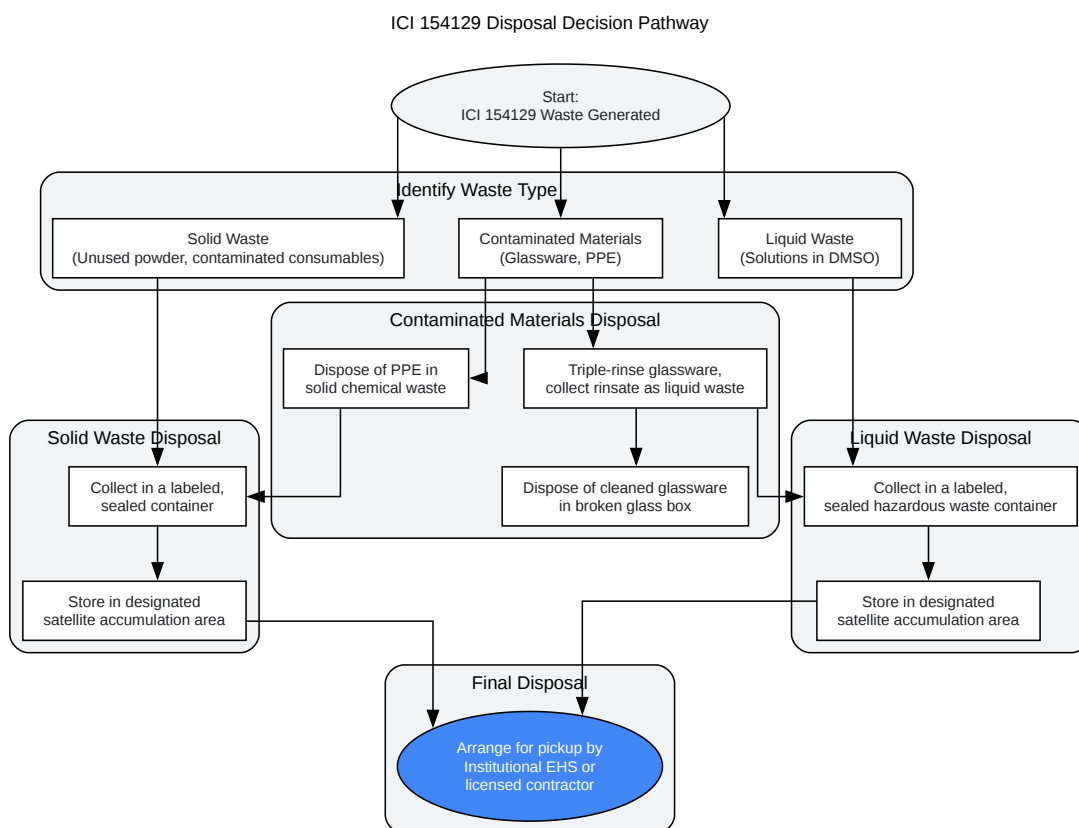 ICI 154129 Disposal Decision Pathway
Start:
ICI 154129 Waste Generated
Identify Waste Type
Solid Waste
(Unused powder, contaminated consumables)
Contaminated Materials
(Glassware, PPE)
Liquid Waste
(Solutions in DMSO)
Contaminated Materials Disposal
Dispose of PPE in
solid chemical waste
Triple-rinse glassware,
collect rinsate as liquid waste
Dispose of cleaned glassware
in broken glass box
Solid Waste Disposal
Collect in a labeled,
sealed container
Store in designated
satellite accumulation area
Liquid Waste Disposal
Collect in a labeled,
sealed hazardous waste container
Store in designated
satellite accumulation area
Final Disposal
Arrange for pickup by
Institutional EHS or
licensed contractor